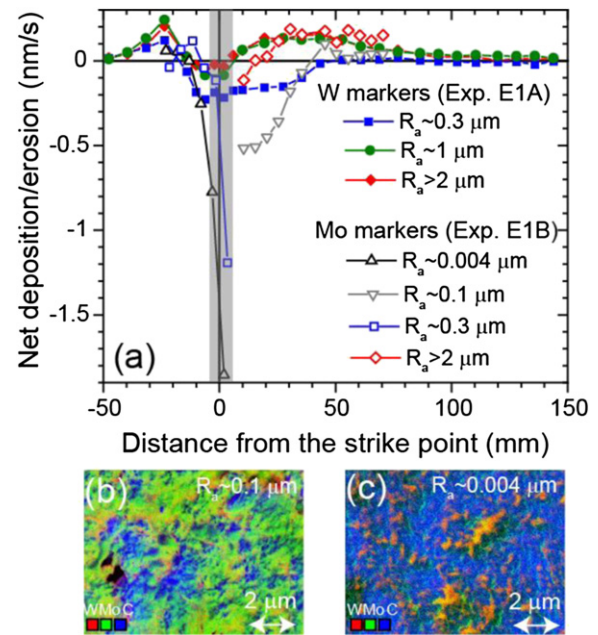 Net deposition/erosion (nm/s)
0
-0.5
-1
-1.5
W markers (Exp. E1A)
Ra~0.3 μm
Ra~1 μm
Ra>2 μm
Mo markers (Exp. E1B)
Ra~0.004 μm
Ra~0.1 μm
Ra~0.3 μm
Ra>2 μm
(a)
-50 0 50 100 150
Distance from the strike point (mm)
(b) Ra~0.1 μm
WMoC 2 μm
(c) Ra~0.004 μm
WMoC 2 μm